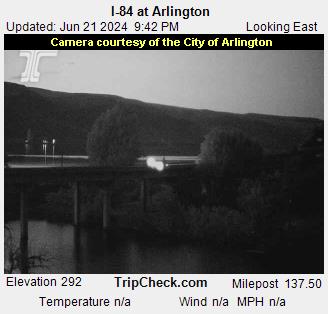 I-84 at Arlington
Updated: Jun 21 2024 9:42 PM Looking East
Camera courtesy of the City of Arlington
Elevation 292 TripCheck.com Milepost 137.50
Temperature n/a Wind n/a MPH n/a